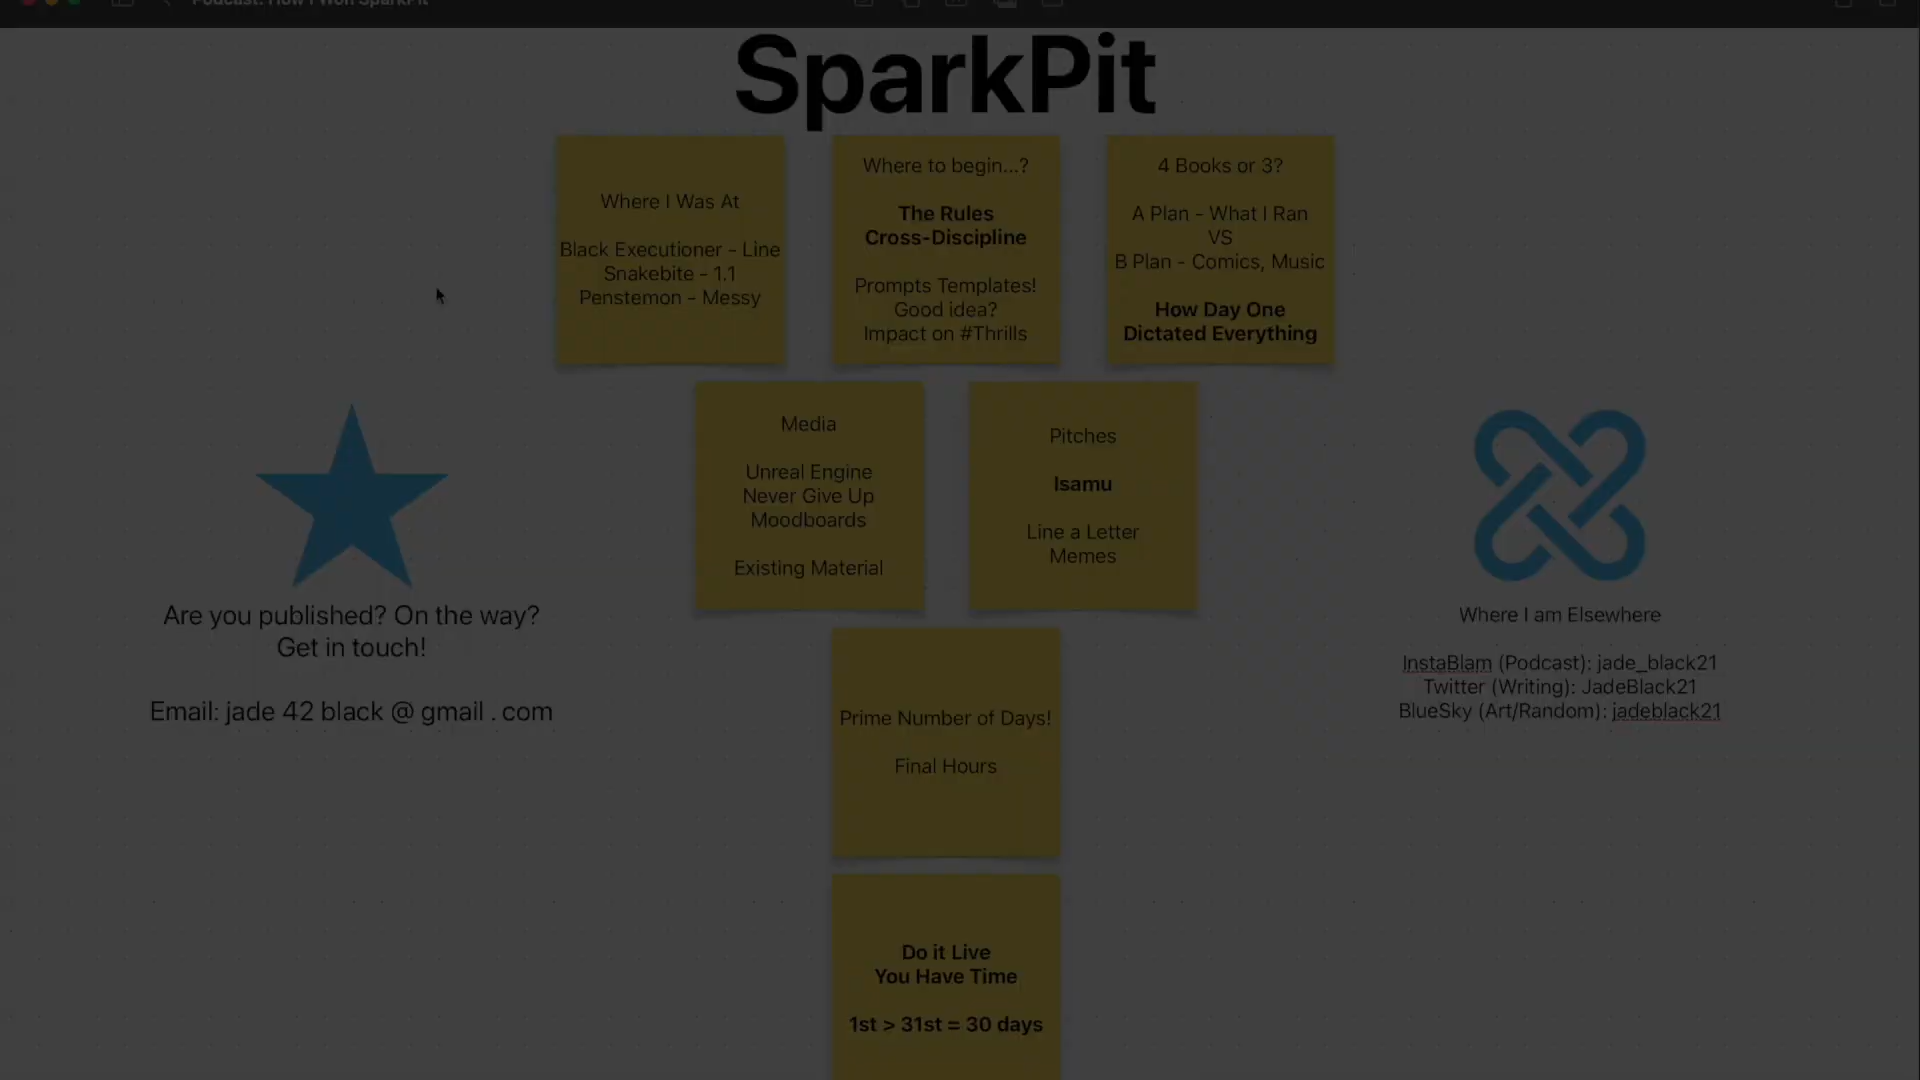 Podcast: How I Won SparkPit
SparkPit
Where I Was At
Black Executioner - Line
Snakebite - 1.1
Penstemon - Messy
Where to begin...?
The Rules
Cross-Discipline
Prompts Templates!
Good idea?
Impact on #Thrills
4 Books or 3?
A Plan - What I Ran
VS
B Plan - Comics, Music
How Day One
Dictated Everything
Media
Unreal Engine
Never Give Up
Moodboards
Existing Material
Pitches
Isamu
Line a Letter
Memes
Are you published? On the way?
Get in touch!
Email: jade 42 black @ gmail . com
Where I am Elsewhere
InstaBlam (Podcast): jade_black21
Twitter (Writing): JadeBlack21
BlueSky (Art/Random): jadeblack21
Prime Number of Days!
Final Hours
Do it Live
You Have Time
1st > 31st = 30 days